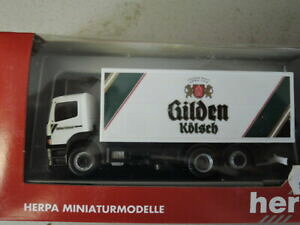 Gilden
Kölsch
HERPA MINIATURMODELLE
her